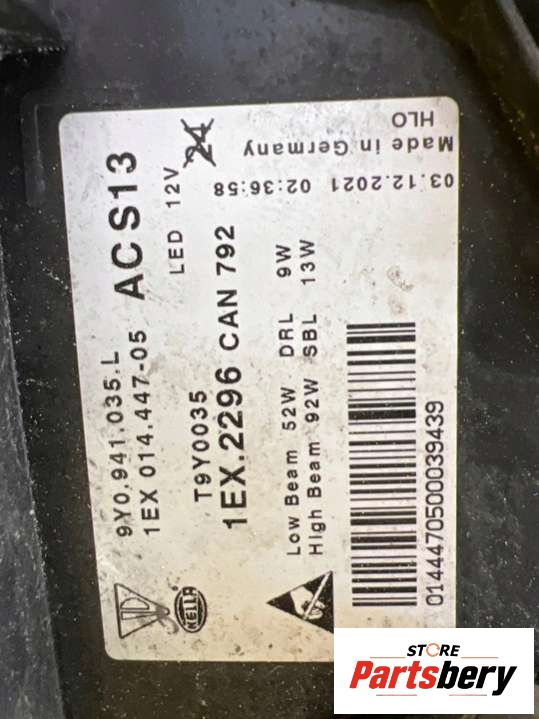 9Y0.941.035.L
1EX 014.447-05 ACS13
LED 12V 24
T9Y0035
1EX.2296 CAN 792
Low Beam 52W DRL 9W
High Beam 92W SBL 13W
HELLA
0144470500039439
03.12.2021 02:36:58
Made in Germany
HLO
STORE
Partsbery